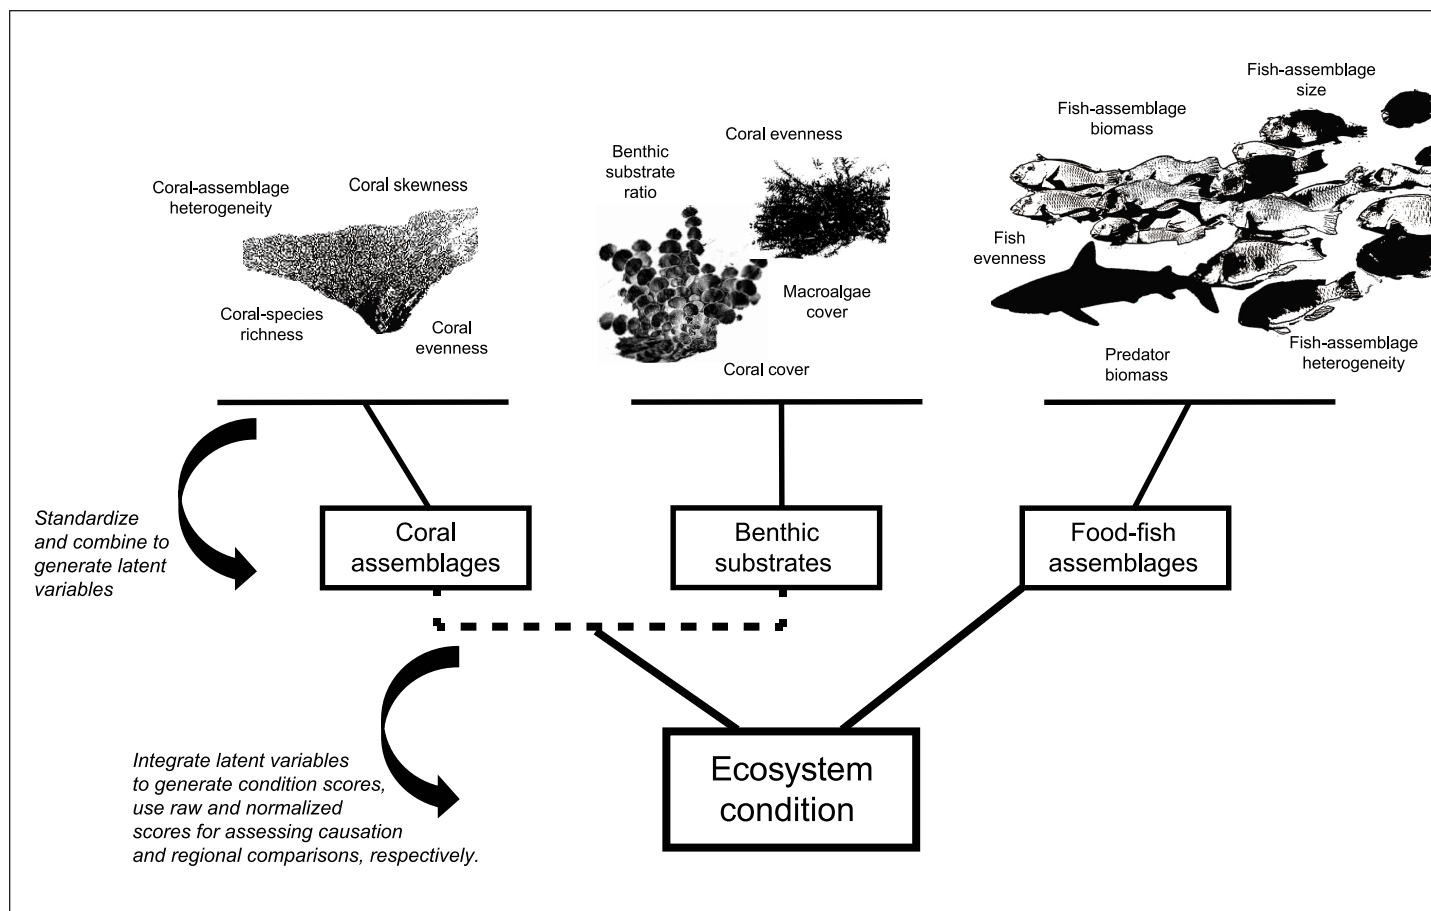 Coral-assemblage
heterogeneity
Coral skewness
Coral-species
richness
Coral
evenness
Benthic
substrate
ratio
Coral evenness
Macroalgae
cover
Coral cover
Fish-assemblage
size
Fish-assemblage
biomass
Fish
evenness
Predator
biomass
Fish-assemblage
heterogeneity
Standardize
and combine to
generate latent
variables
Coral
assemblages
Benthic
substrates
Food-fish
assemblages
Integrate latent variables
to generate condition scores,
use raw and normalized
scores for assessing causation
and regional comparisons, respectively.
Ecosystem
condition